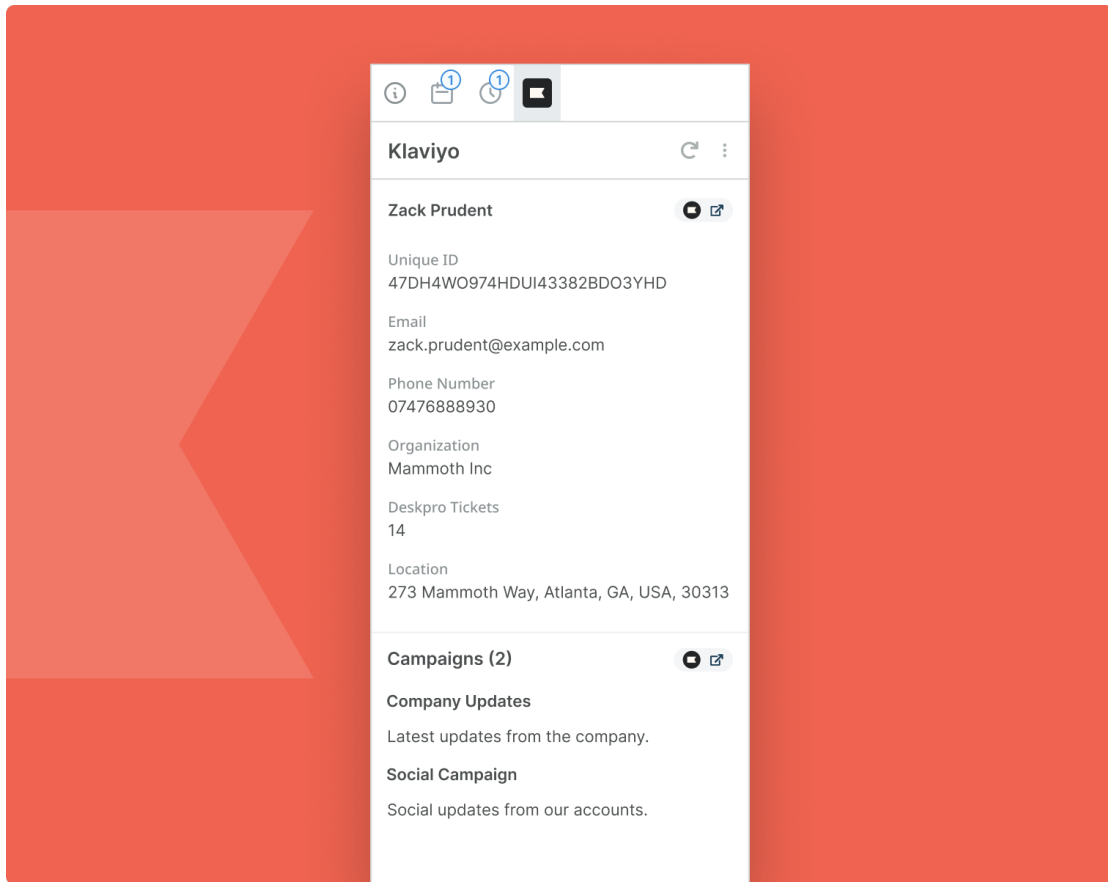 1
1
Klaviyo
Zack Prudent
Unique ID
47DH4WO974HDUI43382BDO3YHD
Email
zack.prudent@example.com
Phone Number
07476888930
Organization
Mammoth Inc
Deskpro Tickets
14
Location
273 Mammoth Way, Atlanta, GA, USA, 30313
Campaigns (2)
Company Updates
Latest updates from the company.
Social Campaign
Social updates from our accounts.